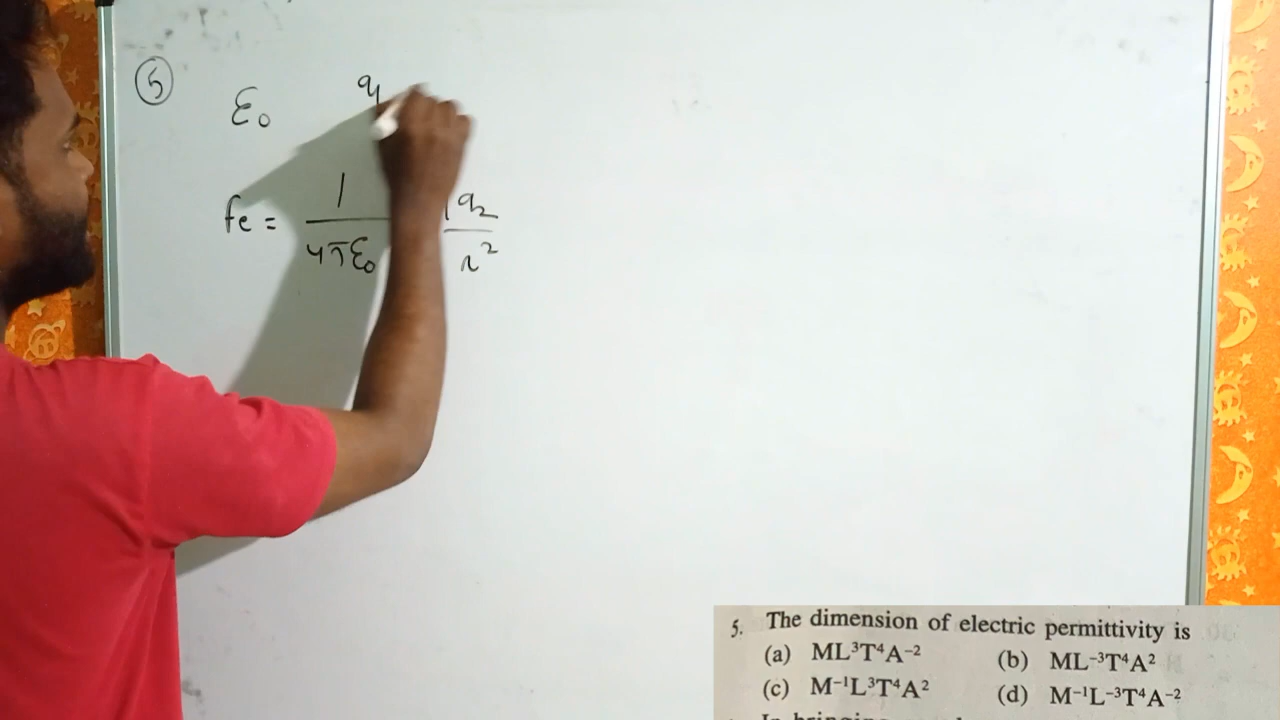 5
ε₀ q₁
fe = 1/4πε₀ q₂/r²
5. The dimension of electric permittivity is
(a) ML³T⁴A⁻² (b) ML⁻³T⁴A²
(c) M⁻¹L³T⁴A² (d) M⁻¹L⁻³T⁴A⁻²